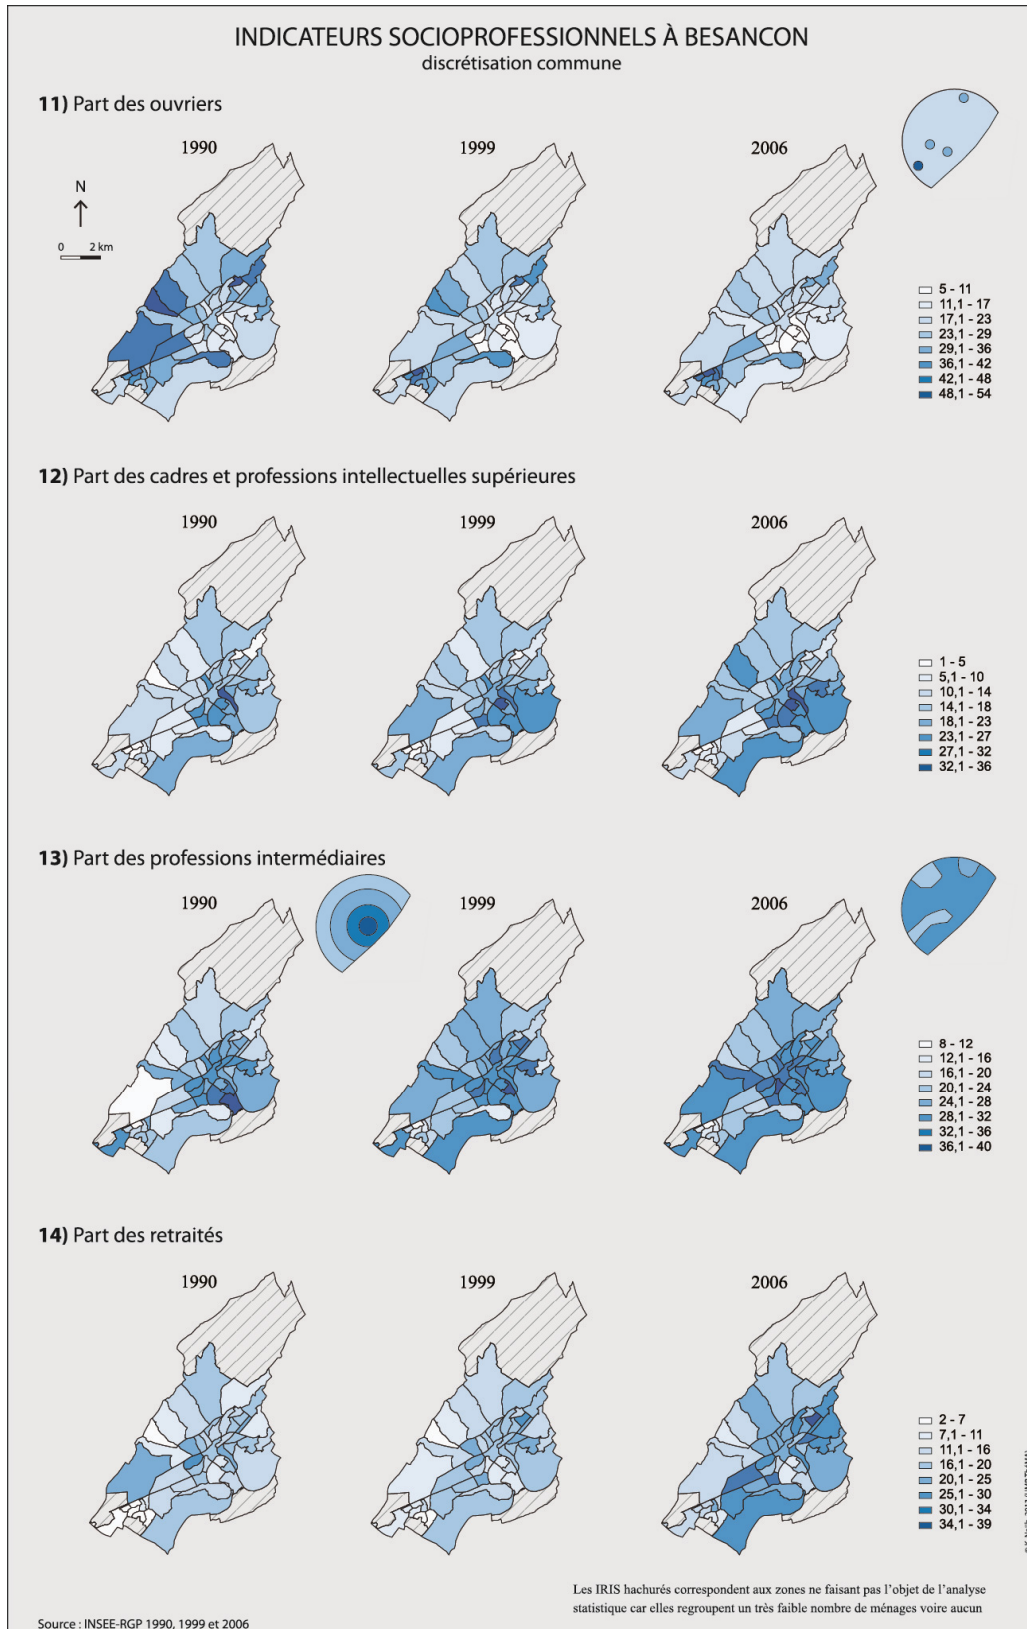 INDICATEURS SOCIOPROFESSIONNELS À BESANCON
discrétisation commune
11) Part des ouvriers
1990
1999
2006
N
0 2 km
5 - 11
11,1 - 17
17,1 - 23
23,1 - 29
29,1 - 36
36,1 - 42
42,1 - 48
48,1 - 54
12) Part des cadres et professions intellectuelles supérieures
1990
1999
2006
1 - 5
5,1 - 10
10,1 - 14
14,1 - 18
18,1 - 23
23,1 - 27
27,1 - 32
32,1 - 36
13) Part des professions intermédiaires
1990
1999
2006
8 - 12
12,1 - 16
16,1 - 20
20,1 - 24
24,1 - 28
28,1 - 32
32,1 - 36
36,1 - 40
14) Part des retraités
1990
1999
2006
2 - 7
7,1 - 11
11,1 - 16
16,1 - 20
20,1 - 25
25,1 - 30
30,1 - 34
34,1 - 39
Les IRIS hachurés correspondent aux zones ne faisant pas l'objet de l'analyse
statistique car elles regroupent un très faible nombre de ménages voire aucun
Source : INSEE-RGP 1990, 1999 et 2006